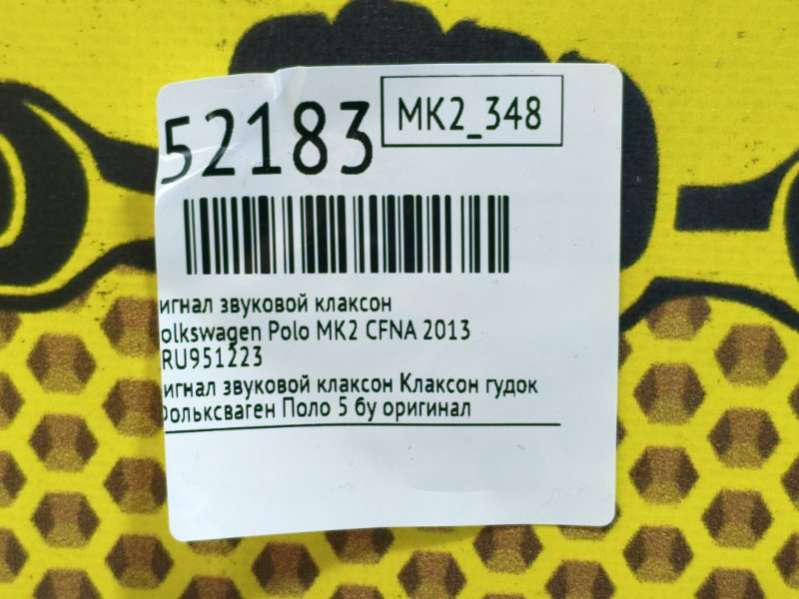 52183
MK2_348
игнал звуковой клаксон
olkswagen Polo MK2 CFNA 2013
RU951223
игнал звуковой клаксон Клаксон гудок
Фольксваген Поло 5 бу оригинал